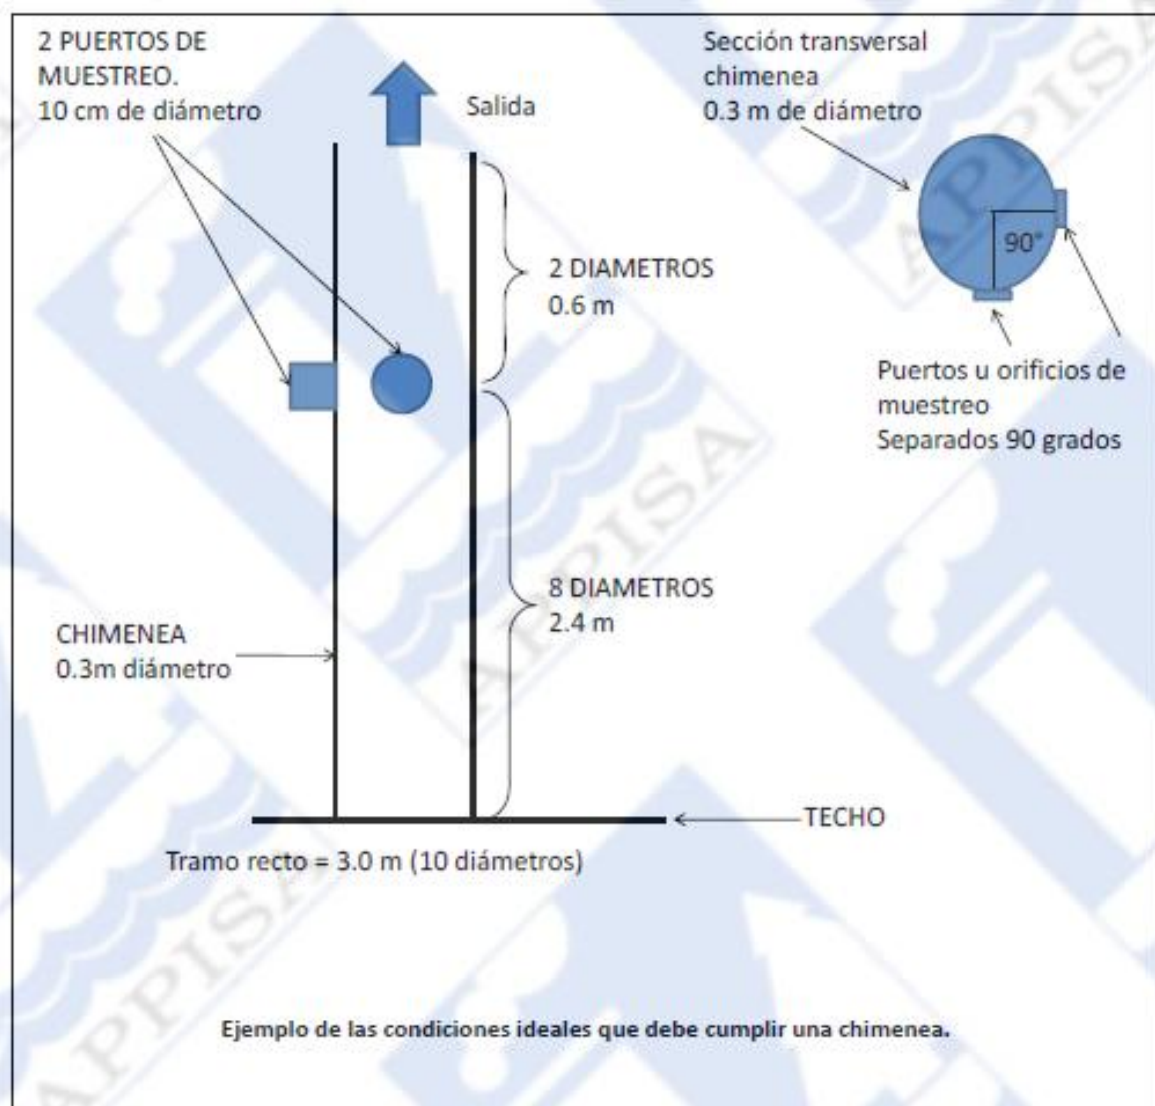 2 PUERTOS DE
MUESTREO.
10 cm de diámetro
Salida
Sección transversal
chimenea
0.3 m de diámetro
90°
2 DIAMETROS
0.6 m
Puertos u orificios de
muestreo
Separados 90 grados
8 DIAMETROS
2.4 m
CHIMENEA
0.3m diámetro
TECHO
Tramo recto = 3.0 m (10 diámetros)
Ejemplo de las condiciones ideales que debe cumplir una chimenea.
APPISA
APPISA
APPISA